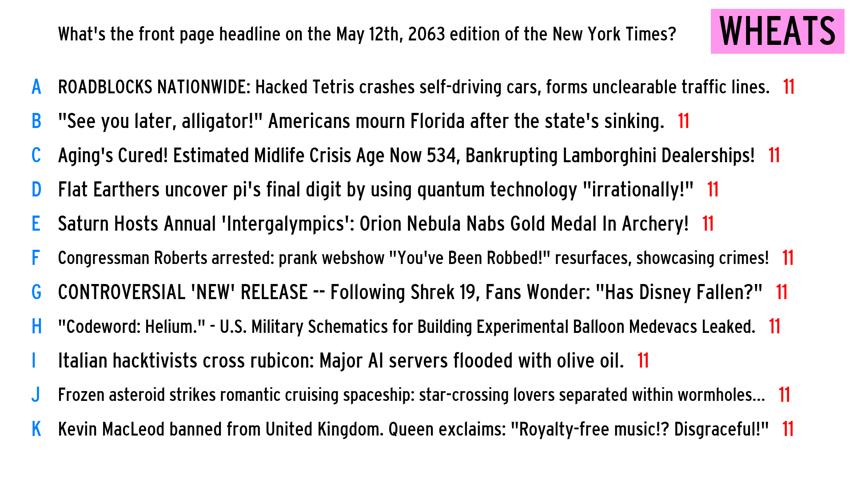 What's the front page headline on the May 12th, 2063 edition of the New York Times? WHEATS
A ROADBLOCKS NATIONWIDE: Hacked Tetris crashes self-driving cars, forms unclearable traffic lines. 11
B "See you later, alligator!" Americans mourn Florida after the state's sinking. 11
C Aging's Cured! Estimated Midlife Crisis Age Now 534, Bankrupting Lamborghini Dealerships! 11
D Flat Earthers uncover pi's final digit by using quantum technology "irrationally!" 11
E Saturn Hosts Annual 'Intergalympics': Orion Nebula Nabs Gold Medal In Archery! 11
F Congressman Roberts arrested: prank webshow "You've Been Robbed!" resurfaces, showcasing crimes! 11
G CONTROVERSIAL 'NEW' RELEASE -- Following Shrek 19, Fans Wonder: "Has Disney Fallen?" 11
H "Codeword: Helium." - U.S. Military Schematics for Building Experimental Balloon Medevacs Leaked. 11
I Italian hacktivists cross rubicon: Major AI servers flooded with olive oil. 11
J Frozen asteroid strikes romantic cruising spaceship: star-crossing lovers separated within wormholes... 11
K Kevin MacLeod banned from United Kingdom. Queen exclaims: "Royalty-free music!? Disgraceful!" 11